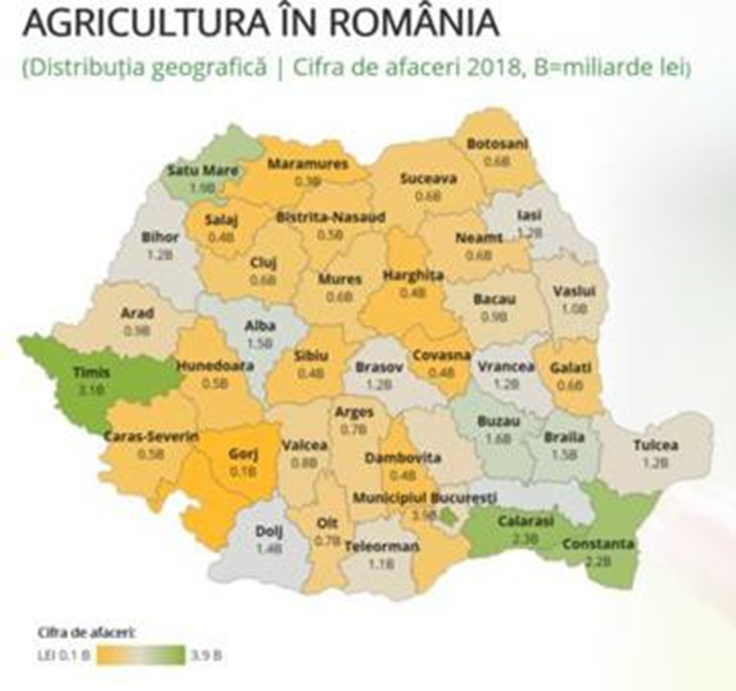 AGRICULTURA ÎN ROMÂNIA
(Distribuția geografică | Cifra de afaceri 2018, B=miliarde lei)
Botosani
0.6B
Satu Mare
1.9B
Maramures
0.3B
Suceava
0.6B
Salaj
0.4B
Bistrita-Nasaud
0.5B
Iasi
1.2B
Bihor
1.2B
Neamt
0.6B
Cluj
0.6B
Mures
0.6B
Harghita
0.4B
Bacau
0.9B
Vaslui
1.0B
Arad
0.9B
Alba
1.5B
Timis
3.1B
Hunedoara
0.5B
Sibiu
0.4B
Brasov
1.2B
Covasna
0.4B
Vrancea
1.2B
Galati
0.6B
Caras-Severin
0.5B
Gorj
0.1B
Valcea
0.8B
Arges
0.7B
Dambovita
0.4B
Buzau
1.6B
Braila
1.5B
Tulcea
1.2B
Municipiul Bucuresti
3.9B
Dolj
1.4B
Olt
0.7B
Teleorman
1.1B
Calarasi
2.3B
Constanta
2.2B
Cifra de afaceri:
LEI 0.1 B
3.9 B